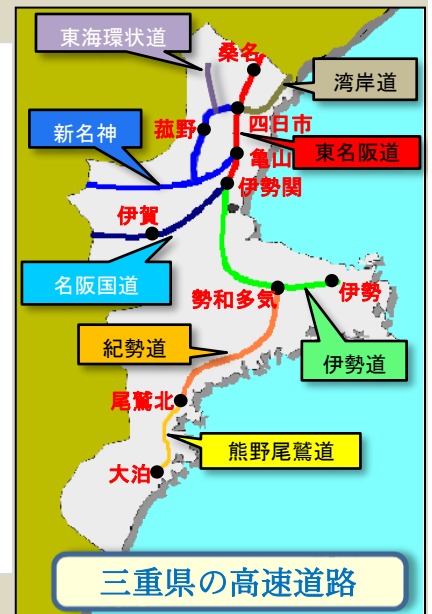 東海環状道
桑名
湾岸道
新名神
菰野
四日市
亀山
東名阪道
伊勢関
伊賀
名阪国道
勢和多気
伊勢
紀勢道
伊勢道
尾鷲北
熊野尾鷲道
大泊
三重県の高速道路